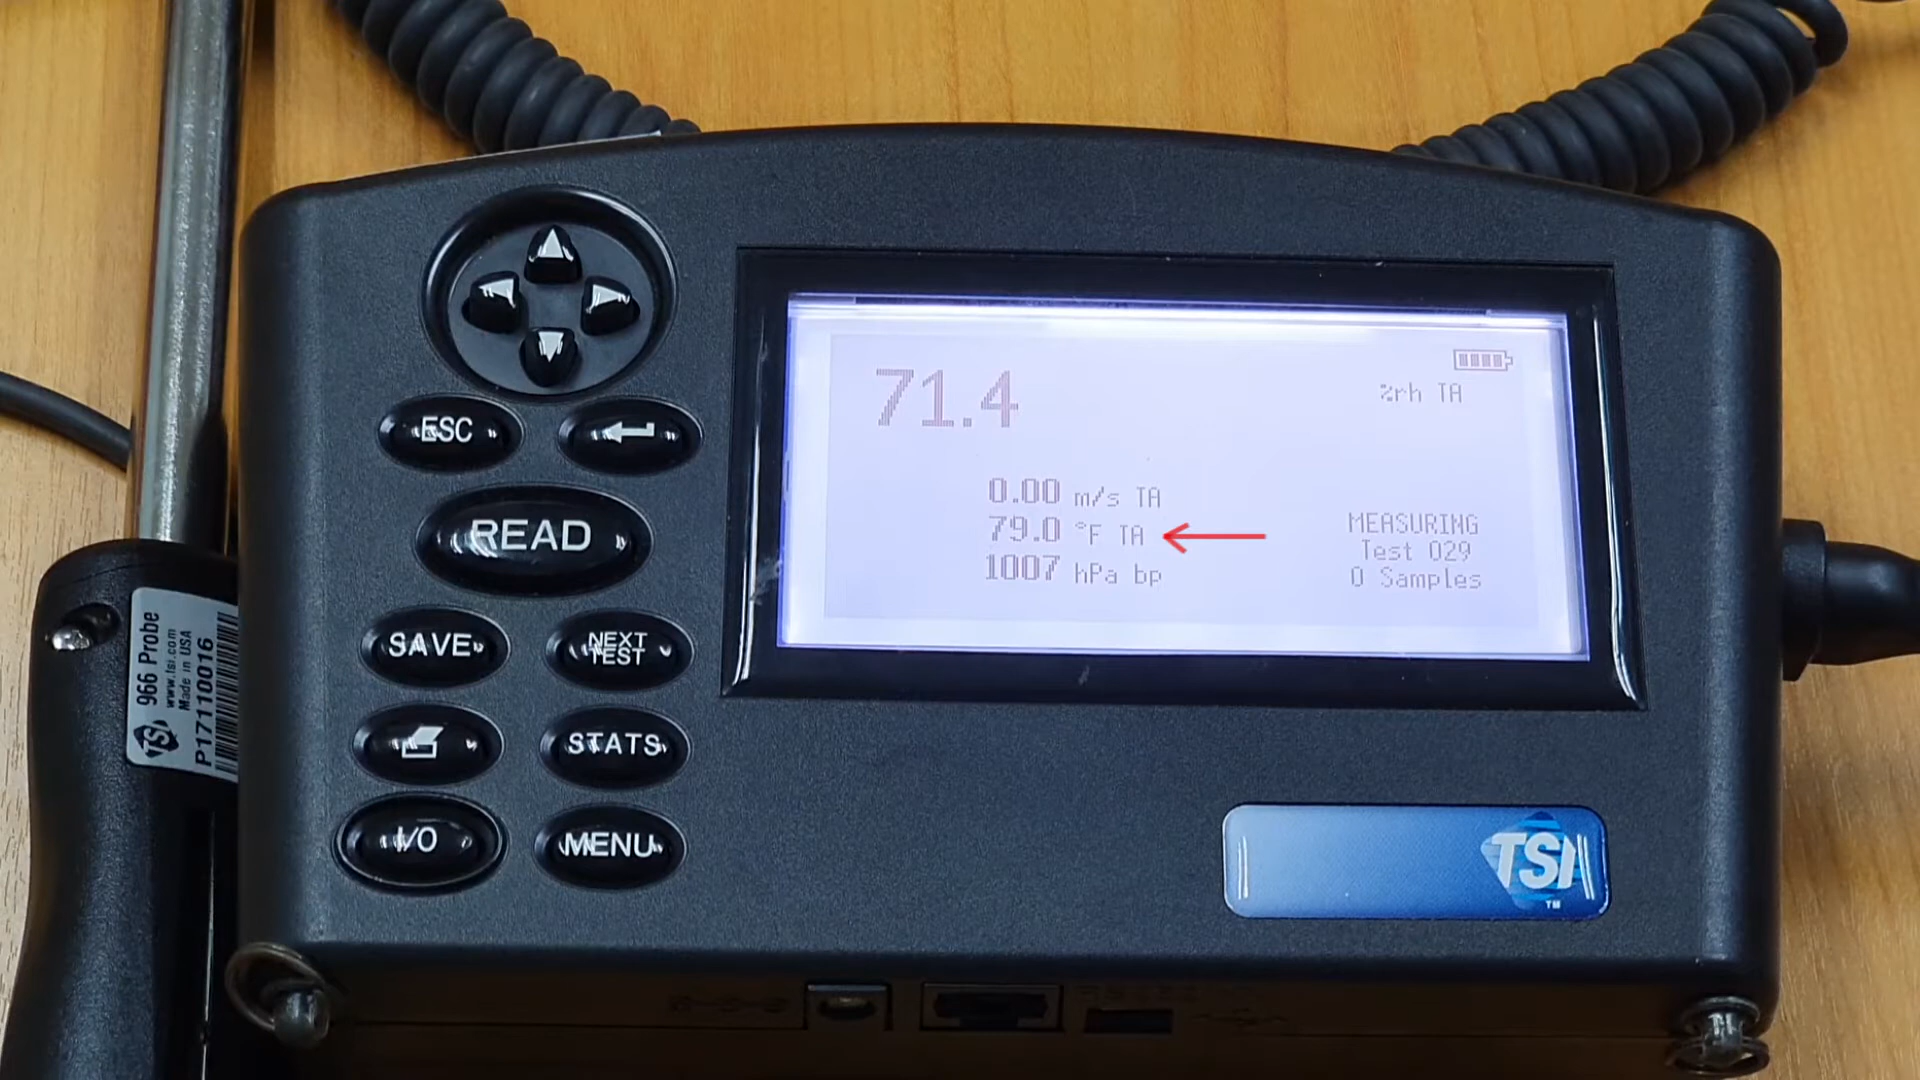 71.4
%rh TA
0.00 m/s TA
79.0 °F TA
1007 hPa bp
MEASURING
Test 029
0 Samples
ESC
READ
SAVE
NEXT
TEST
STATS
I/O
MENU
TSI
TM
TSI
966 Probe
www.tsi.com
Made in USA
P17110016